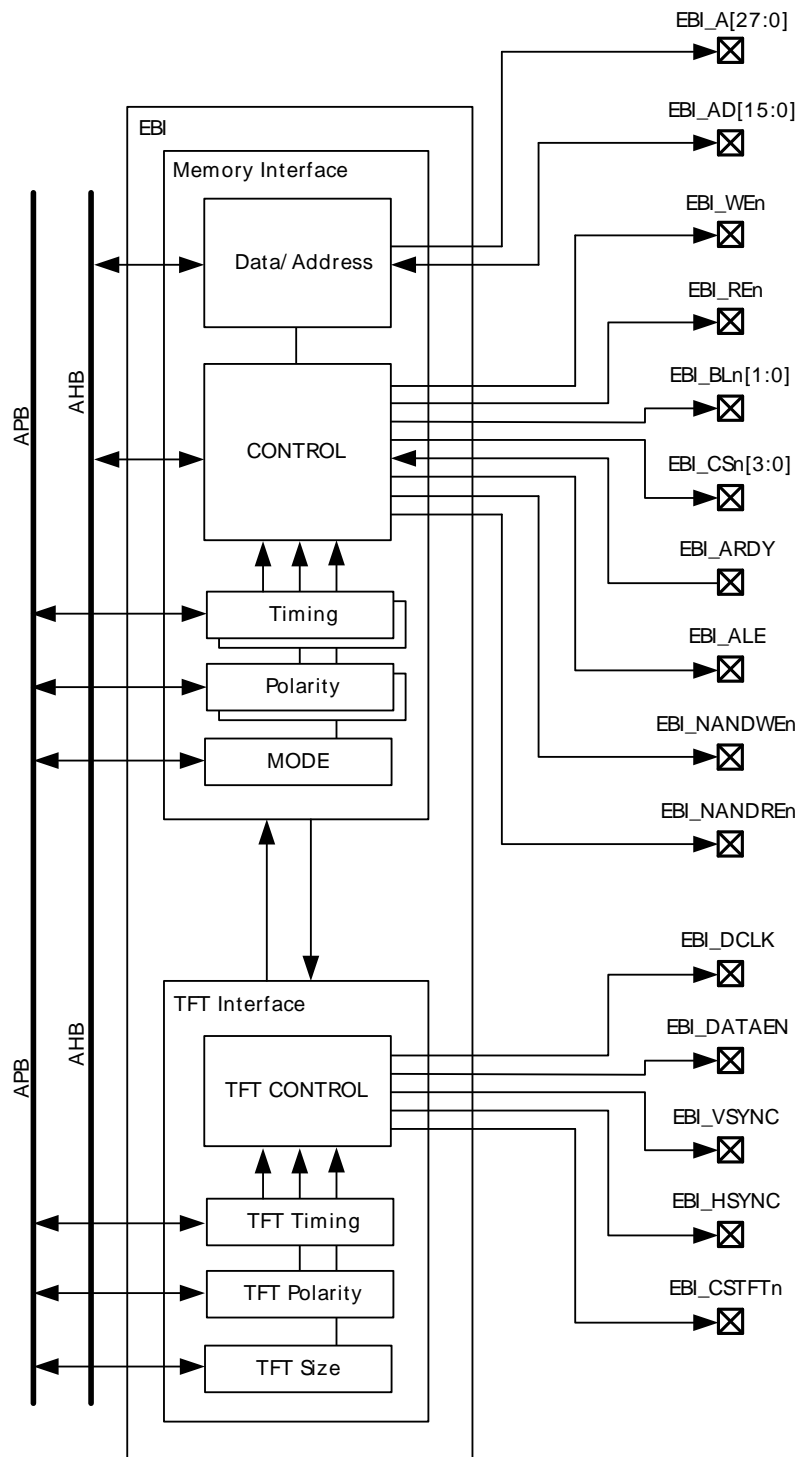 EBI_A[27:0]
EBI_AD[15:0]
EBI
Memory Interface
EBI_WEn
Data/Address
EBI_REn
EBI_BLn[1:0]
APB
AHB
CONTROL
EBI_CSn[3:0]
EBI_ARDY
Timing
EBI_ALE
Polarity
EBI_NANDWEn
MODE
EBI_NANDREn
EBI_DCLK
TFT Interface
EBI_DATAEN
APB
AHB
TFT CONTROL
EBI_VSYNC
EBI_HSYNC
TFT Timing
TFT Polarity
EBI_CSTFTn
TFT Size